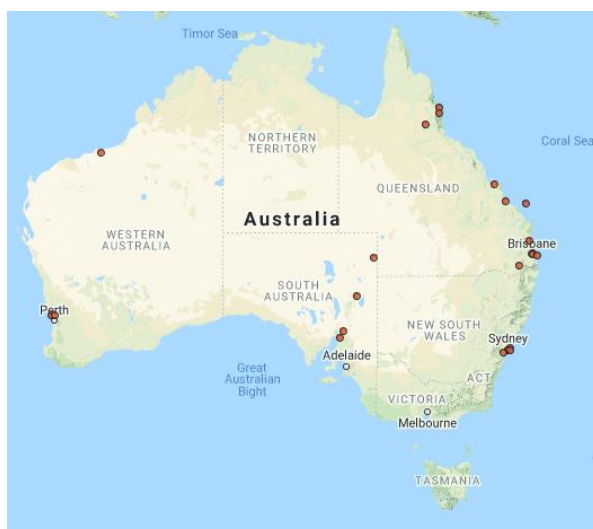 Timor Sea
Coral Sea
NORTHERN
TERRITORY
QUEENSLAND
Australia
WESTERN
AUSTRALIA
Brisbane
SOUTH
AUSTRALIA
Perth
NEW SOUTH
WALES
Sydney
Adelaide
Great
Australian
Bight
ACT
VICTORIA
Melbourne
TASMANIA